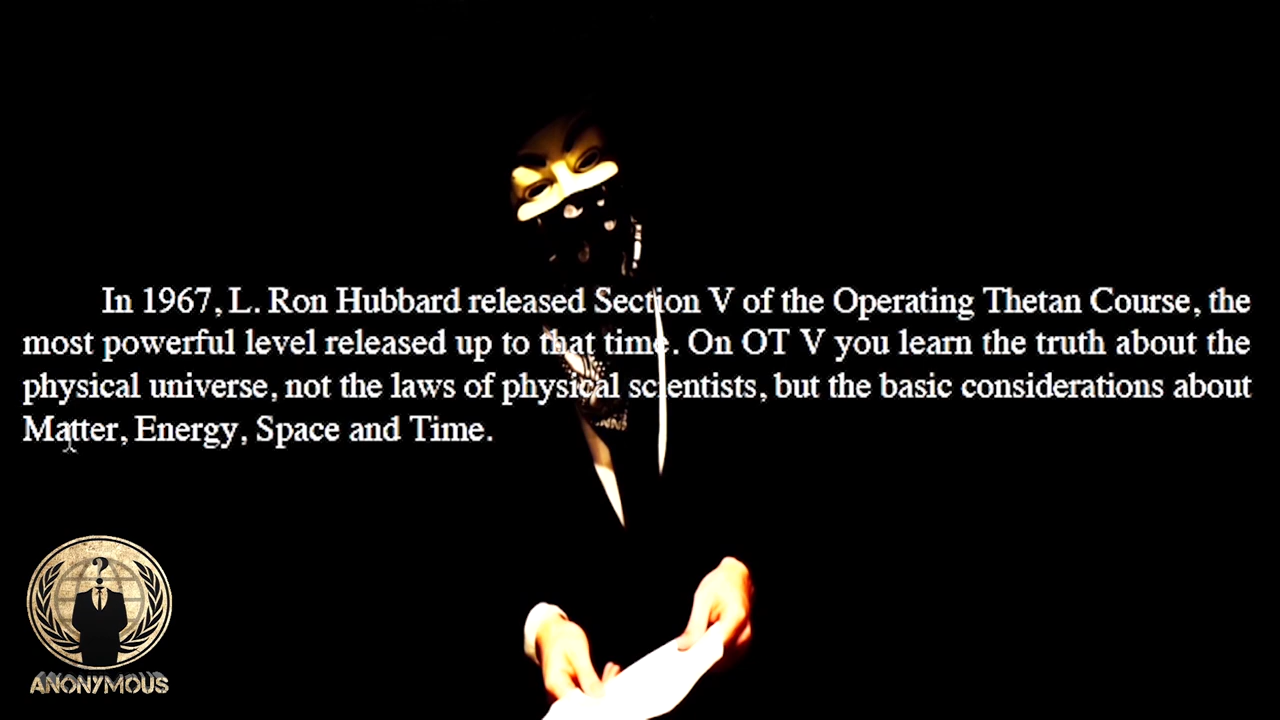 In 1967, L. Ron Hubbard released Section V of the Operating Thetan Course, the
most powerful level released up to that time. On OT V you learn the truth about the
physical universe, not the laws of physical scientists, but the basic considerations about
Matter, Energy, Space and Time.
?
ANONYMOUS